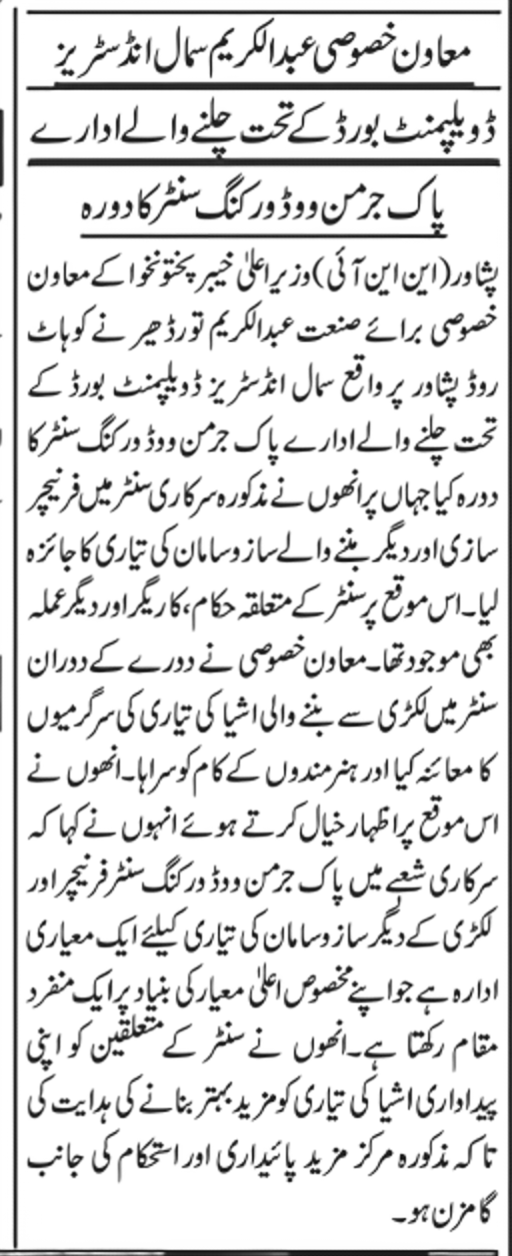 معاون خصوصی عبدالکریم سمال انڈسٹریز
ڈویلپمنٹ بورڈ کے تحت چلنے والے ادارے
پاک جرمن ووڈ ورکنگ سنٹر کا دورہ
پشاور(این این آئی)وزیراعلیٰ خیبر پختونخوا کے معاون
خصوصی برائے صنعت عبدالکریم تورڈھیر نے کوہاٹ
روڈ پشاور پر واقع سمال انڈسٹریز ڈویلپمنٹ بورڈ کے
تحت چلنے والے ادارے پاک جرمن ووڈ ورکنگ سنٹر کا
دورہ کیا جہاں پر انھوں نے مذکورہ سرکاری سنٹر میں فرنیچر
سازی اور دیگر بننے والے ساز و سامان کی تیاری کا جائزہ
لیا۔ اس موقع پر سنٹر کے متعلقہ حکام، کاریگر اور دیگر عملہ
بھی موجود تھا۔ معاون خصوصی نے دورے کے دوران
سنٹر میں لکڑی سے بننے والی اشیا کی تیاری کی سرگرمیوں
کا معائنہ کیا اور ہنرمندوں کے کام کو سراہا۔ انھوں نے
اس موقع پر اظہار خیال کرتے ہوئے انہوں نے کہا کہ
سرکاری شعبے میں پاک جرمن ووڈ ورکنگ سنٹر فرنیچر اور
لکڑی کے دیگر ساز و سامان کی تیاری کیلئے ایک معیاری
ادارہ ہے جو اپنے مخصوص اعلیٰ معیار کی بنیاد پر ایک منفرد
مقام رکھتا ہے۔ انھوں نے سنٹر کے متعلقین کو اپنی
پیداداری اشیا کی تیاری کو مزید بہتر بنانے کی ہدایت کی
تاکہ مذکورہ مرکز مزید پائیداری اور استحکام کی جانب
گامزن ہو۔